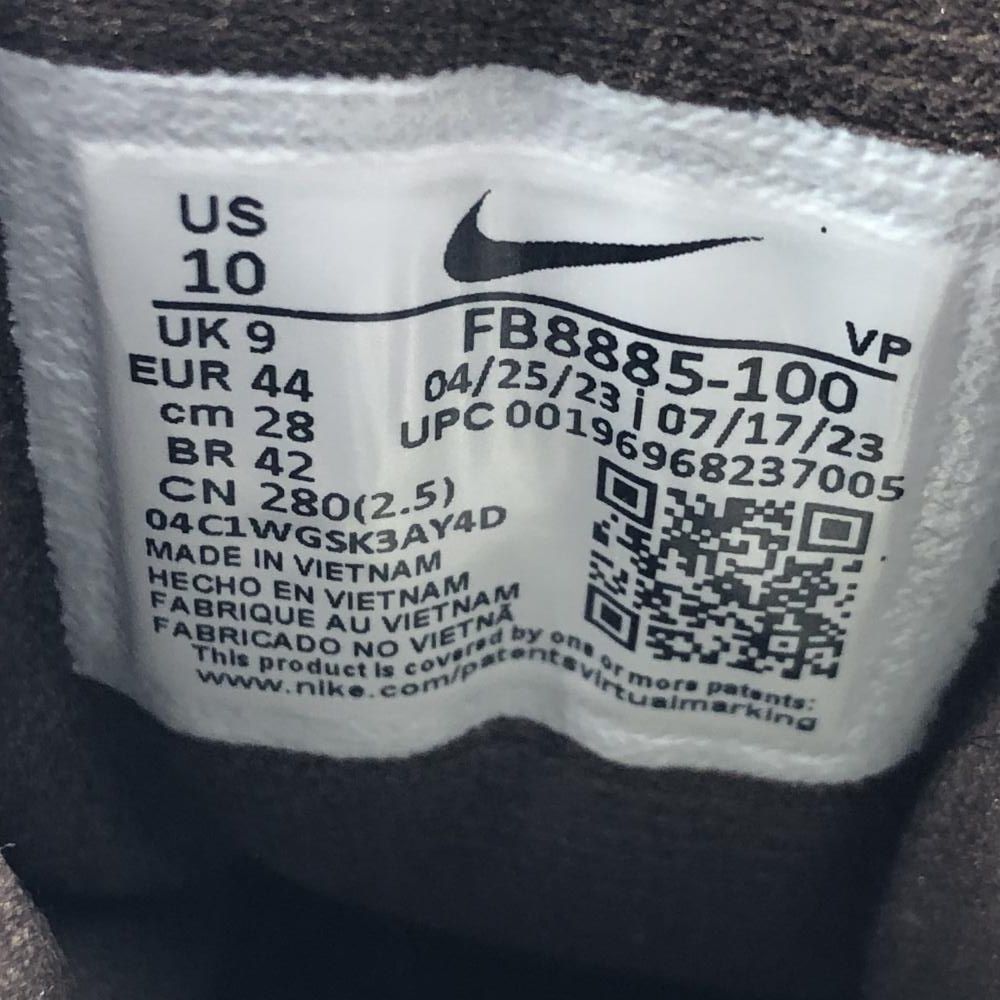 US
10
UK 9
EUR 44
cm 28
BR 42
CN 280(2.5)
04C1WGSK3AY4D
MADE IN VIETNAM
HECHO EN VIETNAM
FABRIQUE AU VIETNAM
FABRICADO NO VIETNÃ
This product is covered by one or more patents:
www.nike.com/patentsvirtualmarking
VP
FB8885-100
04/25/23 i 07/17/23
UPC 00196968237005